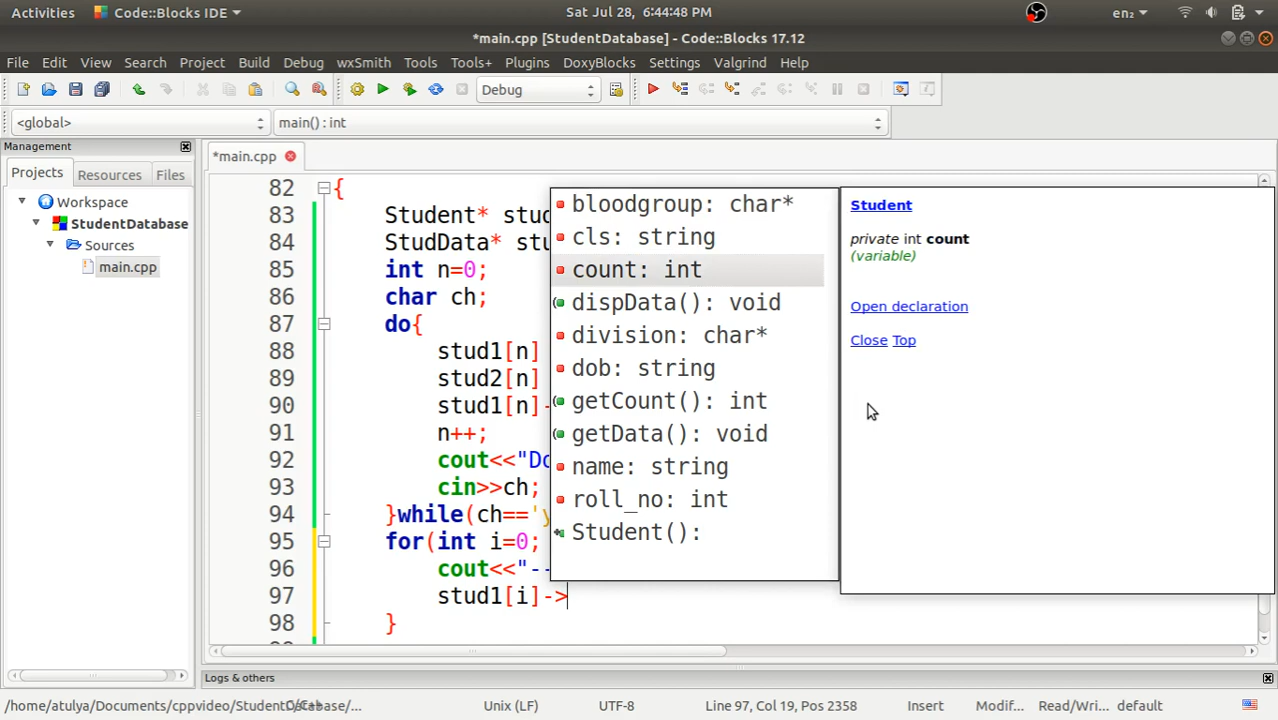 Activities Code::Blocks IDE Sat Jul 28, 6:44:48 PM en₂
*main.cpp [StudentDatabase] - Code::Blocks 17.12
File Edit View Search Project Build Debug wxSmith Tools Tools+ Plugins DoxyBlocks Settings Valgrind Help
Debug
<global> main() : int
Management
Projects Resources Files
Workspace
StudentDatabase
Sources
main.cpp
*main.cpp
82 {
83 Student* stud
84 StudData* stu
85 int n=0;
86 char ch;
87 do{
88 stud1[n]
89 stud2[n]
90 stud1[n]-
91 n++;
92 cout<<"Do
93 cin>>ch;
94 }while(ch=='y
95 for(int i=0;
96 cout<<"--
97 stud1[i]->
98 }
bloodgroup: char*
cls: string
count: int
dispData(): void
division: char*
dob: string
getCount(): int
getData(): void
name: string
roll_no: int
Student():
Student
private int count
(variable)
Open declaration
Close Top
Logs & others
/home/atulya/Documents/cppvideo/Student Unix (LF) UTF-8 Line 97, Col 19, Pos 2358 Insert Modif... Read/Wri... default